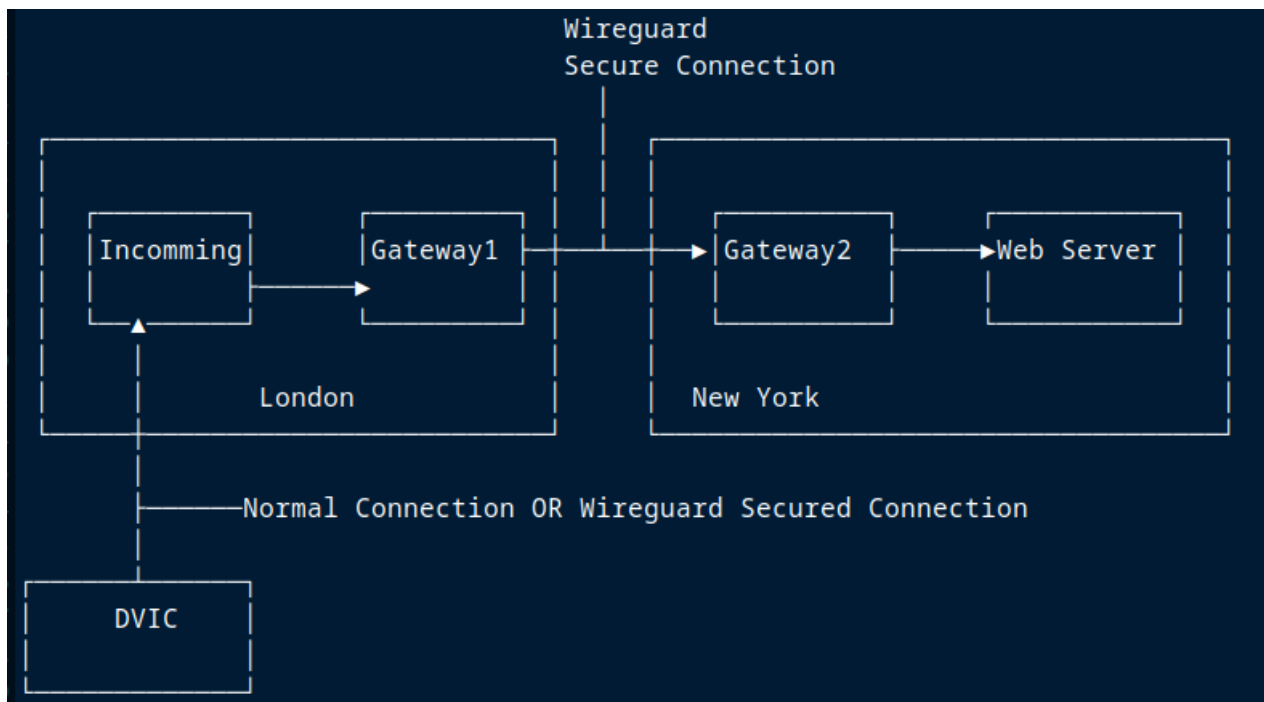 Wireguard
Secure Connection
Incomming
Gateway1
Gateway2
Web Server
London
New York
Normal Connection OR Wireguard Secured Connection
DVIC